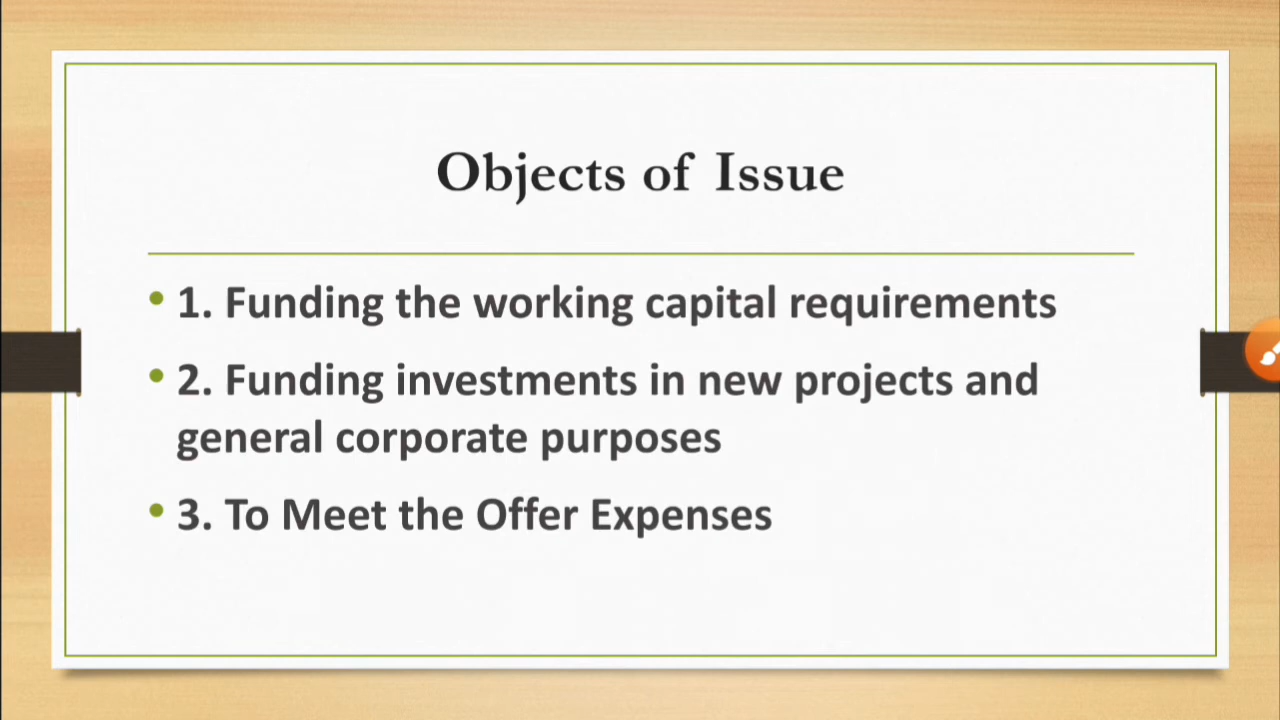 Objects of Issue
• 1. Funding the working capital requirements
• 2. Funding investments in new projects and
general corporate purposes
• 3. To Meet the Offer Expenses